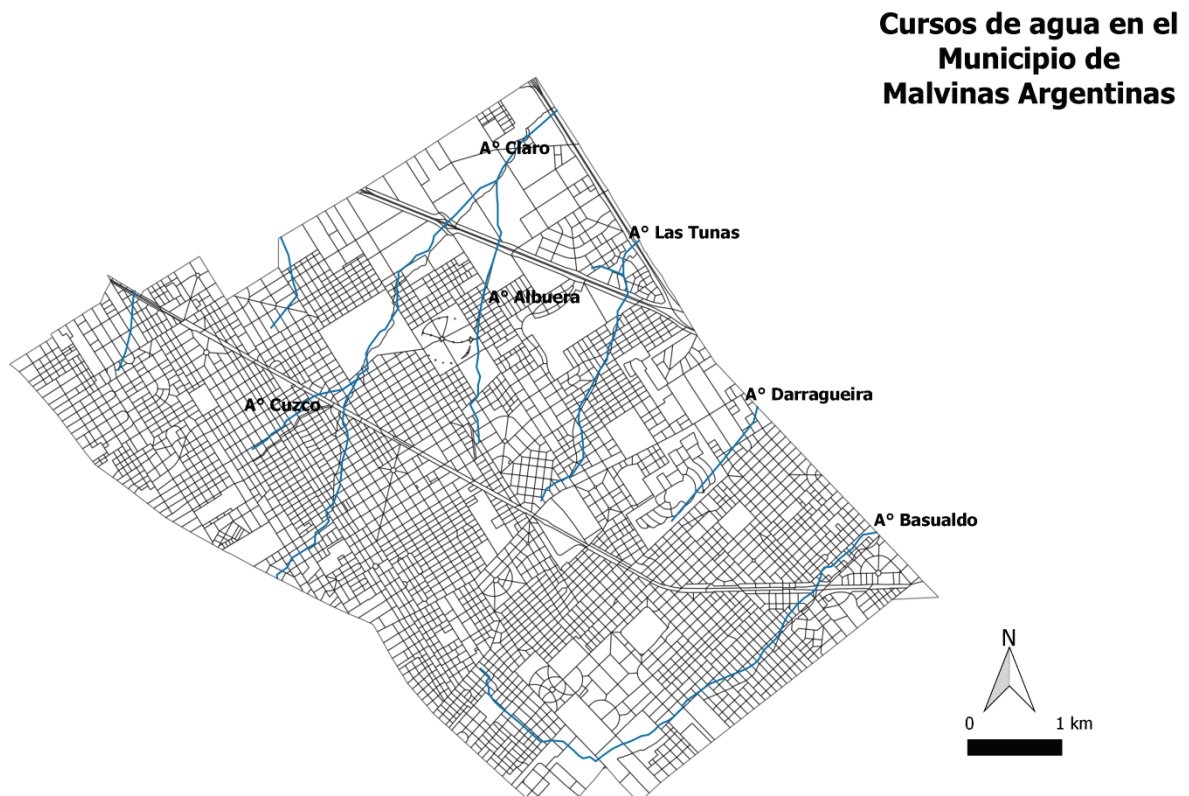 Cursos de agua en el
Municipio de
Malvinas Argentinas
A° Claro
A° Las Tunas
A° Albuera
A° Darragueira
A° Cuzco
A° Basualdo
N
0 1 km